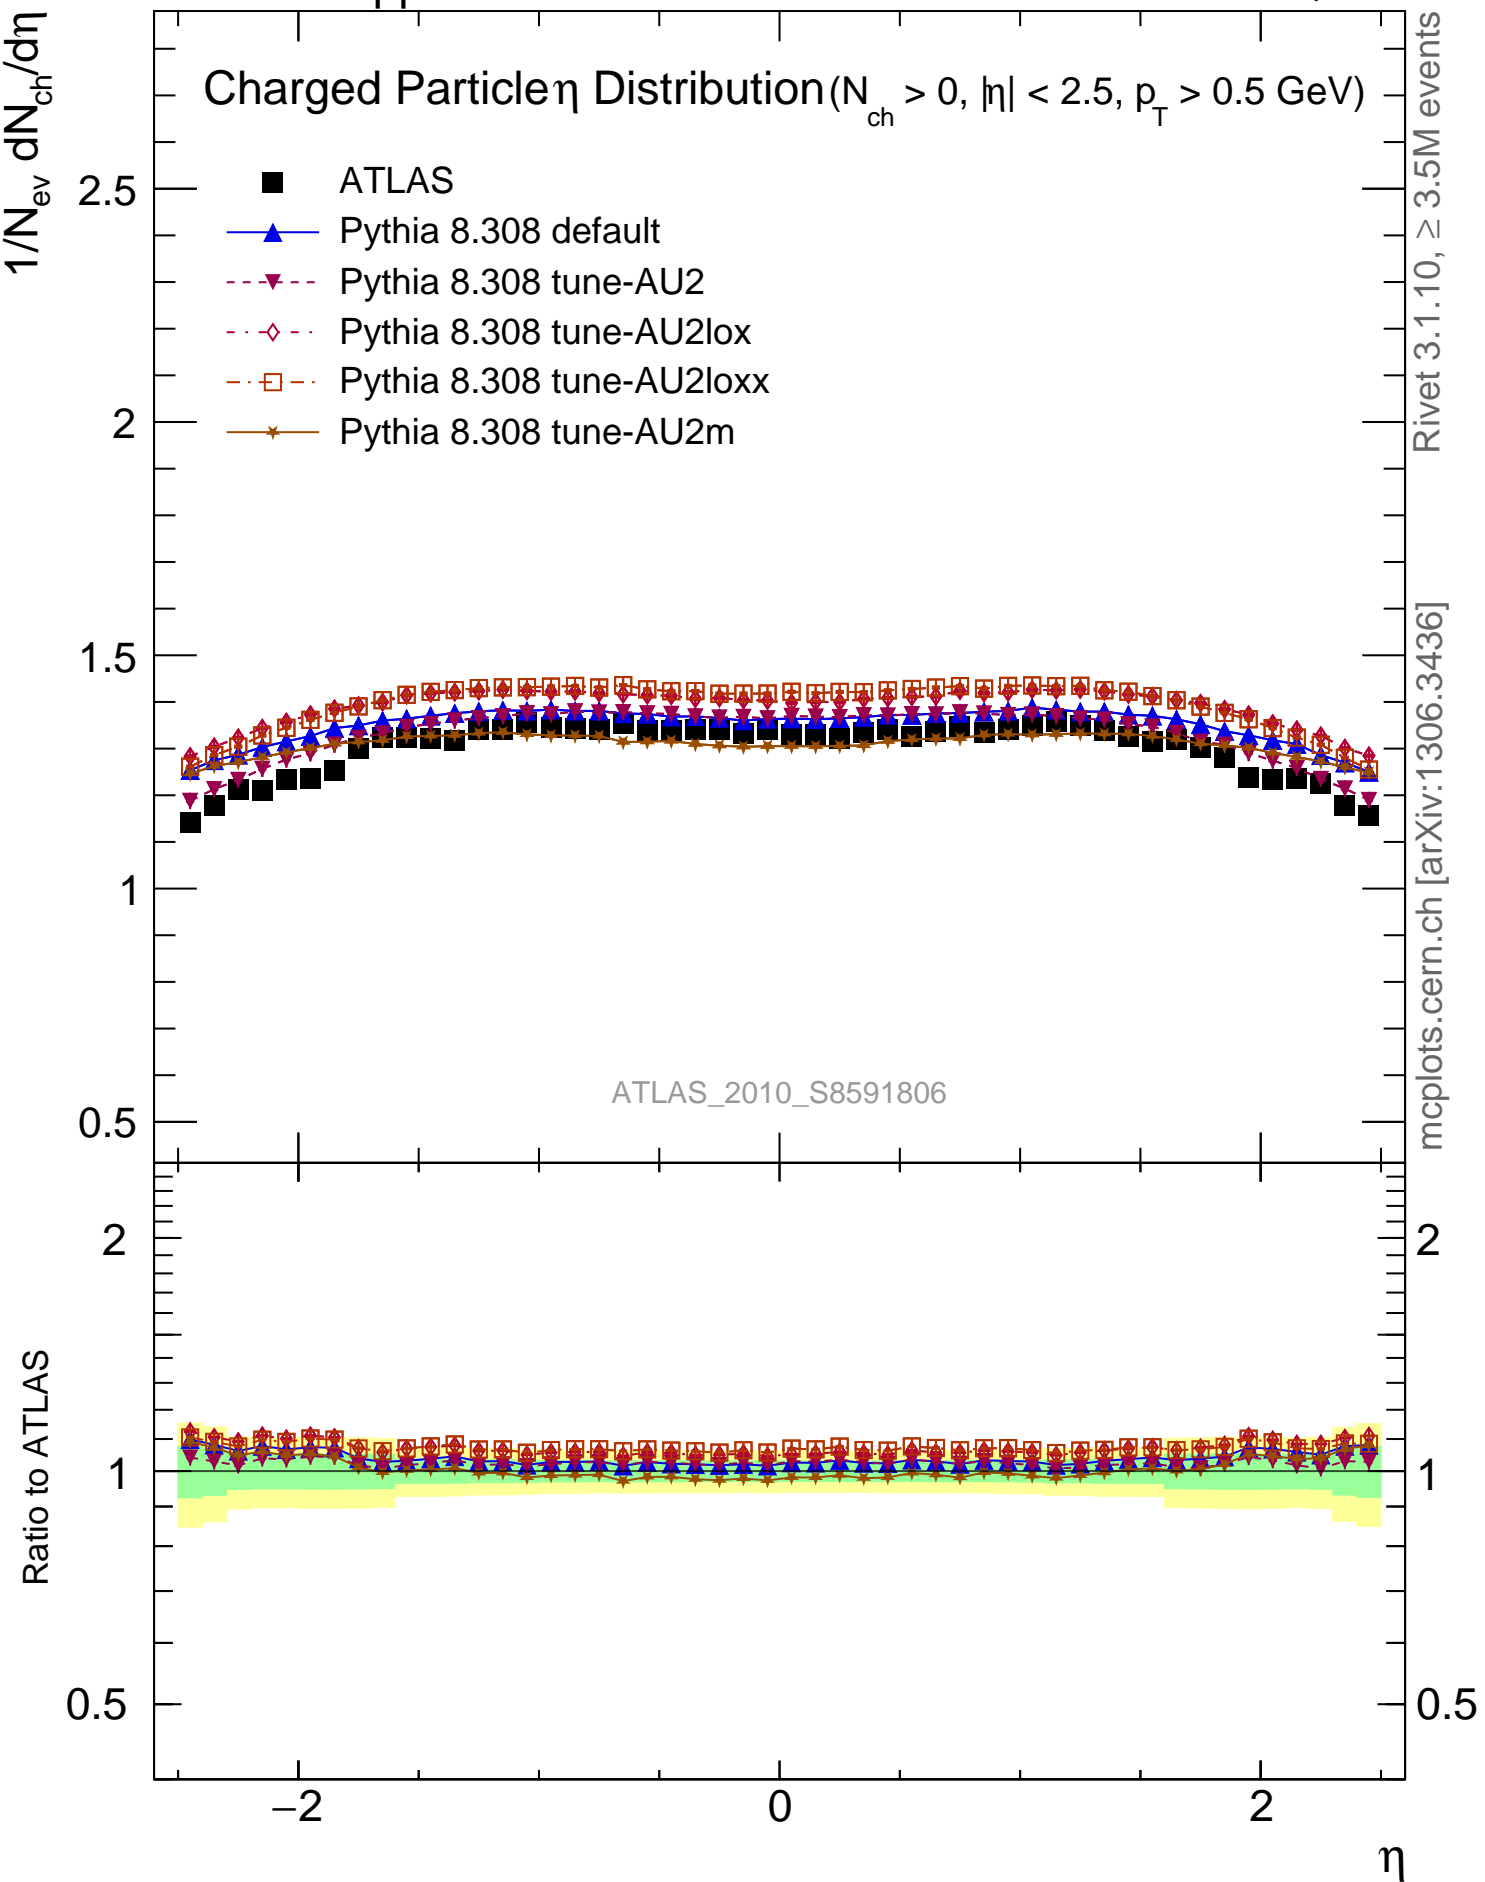 1/N_ev dN_ch/dη
Charged Particle η Distribution (N_ch > 0, |η| < 2.5, p_T > 0.5 GeV)
ATLAS
Pythia 8.308 default
Pythia 8.308 tune-AU2
Pythia 8.308 tune-AU2lox
Pythia 8.308 tune-AU2loxx
Pythia 8.308 tune-AU2m
2.5
2
1.5
1
0.5
ATLAS_2010_S8591806
Rivet 3.1.10, ≥ 3.5M events
mcplots.cern.ch [arXiv:1306.3436]
Ratio to ATLAS
2
1
0.5
2
1
0.5
−2
0
2
η